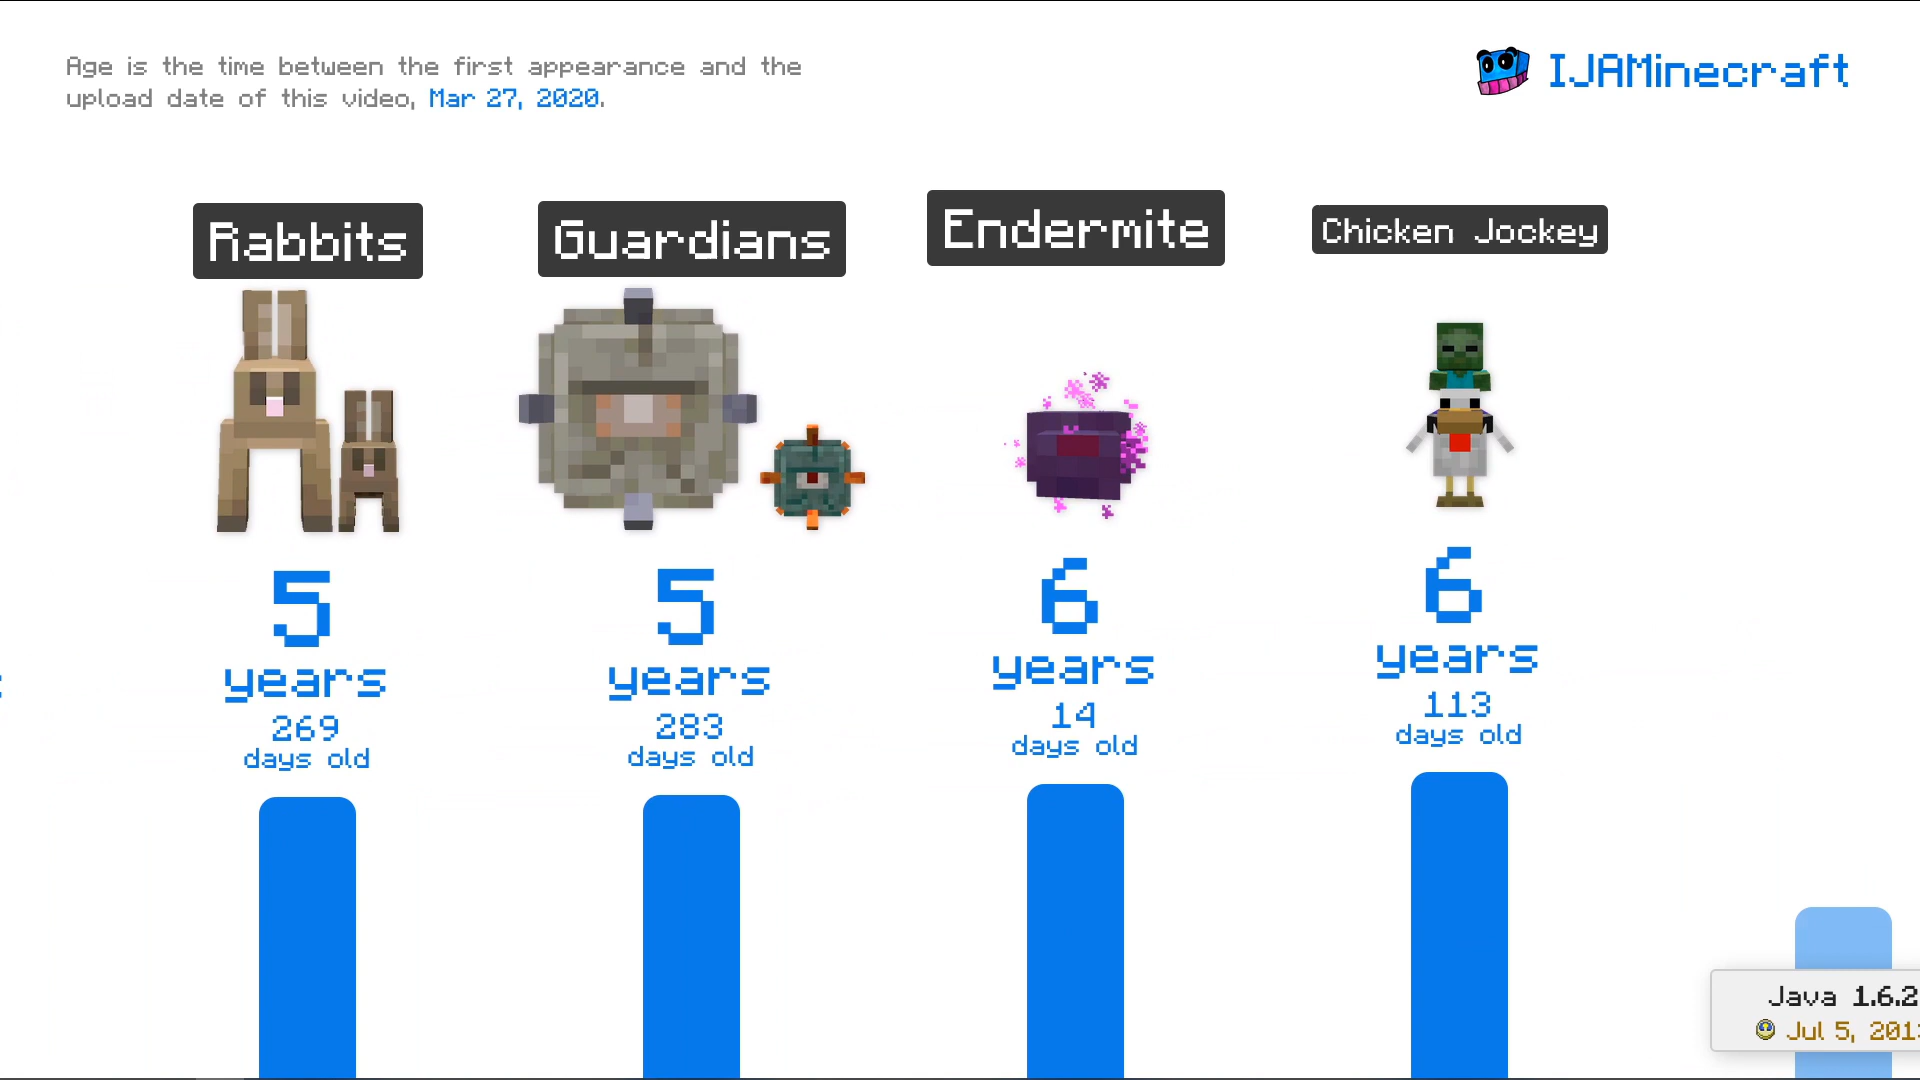 Age is the time between the first appearance and the
upload date of this video, Mar 27, 2020.
IJAMinecraft
Rabbits
Guardians
Endermite
Chicken Jockey
5
years
269
days old
5
years
283
days old
6
years
14
days old
6
years
113
days old
Java 1.6.2
Jul 5, 201